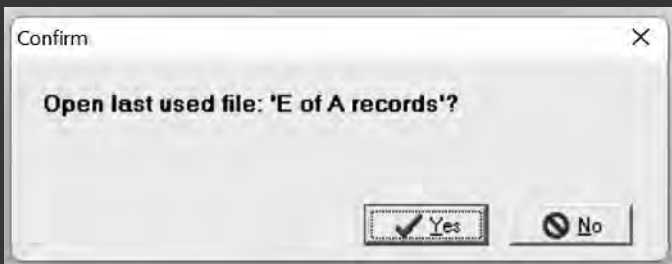 Confirm
Open last used file: 'E of A records'?
Yes No